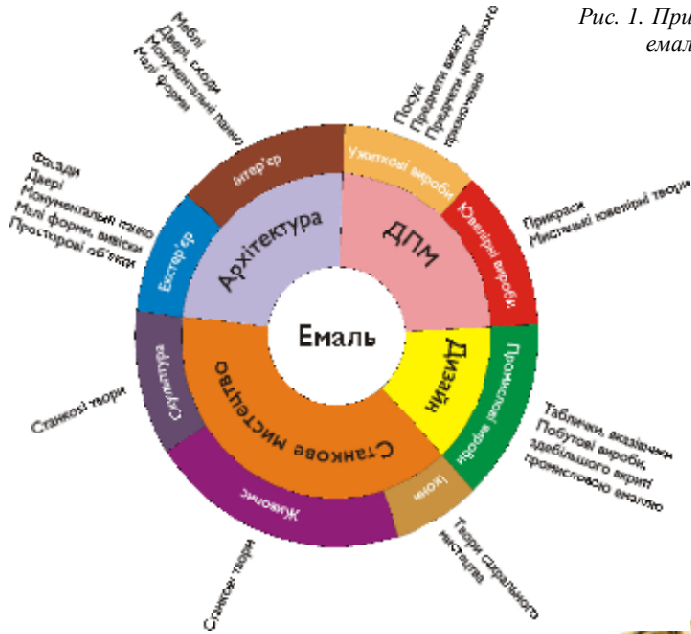 Рис. 1. При
емал
Меблі
Двері, сходи
Монументальні панно
Малі форми
Посуд
Предмети вжитку
Предмети церковного
призначення
Фасади
Двері
Монументальні панно
Малі форми, вивіски
Просторові об'єкти
Прикраси
Мистецькі ювелірні твори
Інтер'єр
Ужиткові вироби
Екстер'єр
Ювелірні вироби
Архітектура
ДПМ
Емаль
Дизайн
Станкове мистецтво
Скульптура
Промислові вироби
Живопис
Ікони
Станкові твори
Таблички, вказівники
Побутові вироби,
здебільшого вкриті
промисловою емаллю
Станкові твори
Твори сакрального
мистецтва